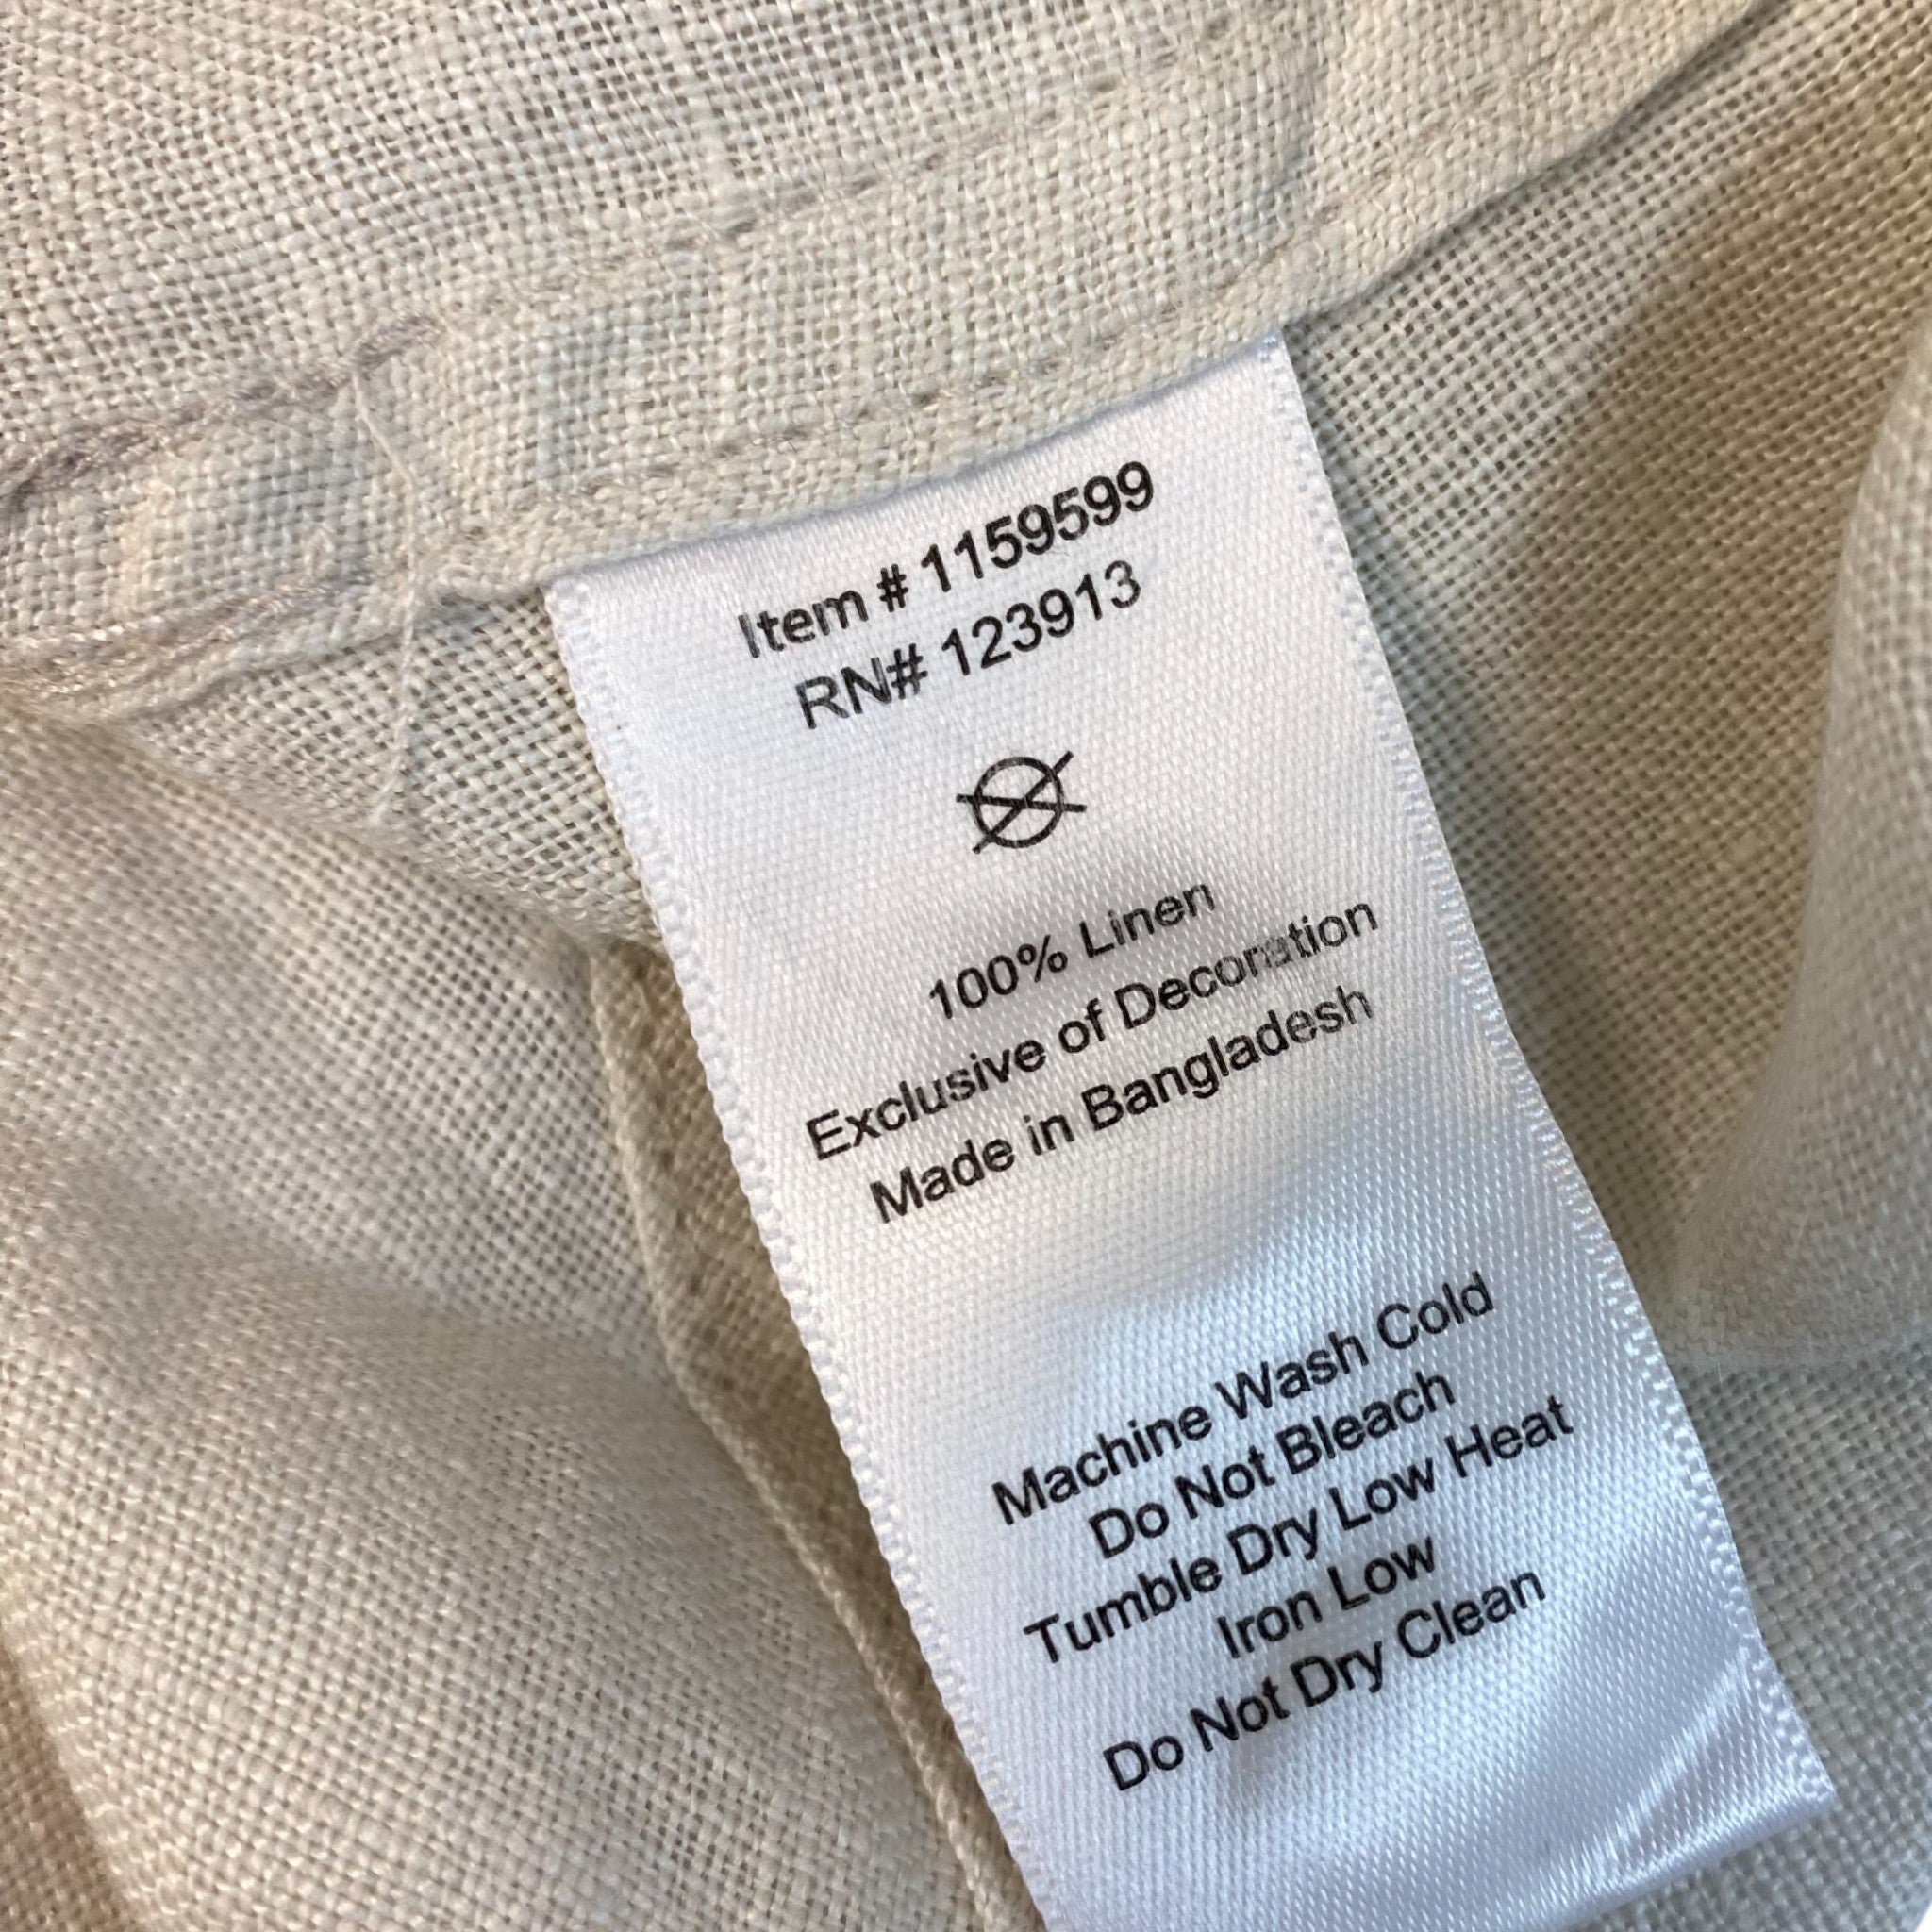 Item # 1159599
RN# 123913
100% Linen
Exclusive of Decoration
Made in Bangladesh
Machine Wash Cold
Do Not Bleach
Tumble Dry Low Heat
Iron Low
Do Not Dry Clean